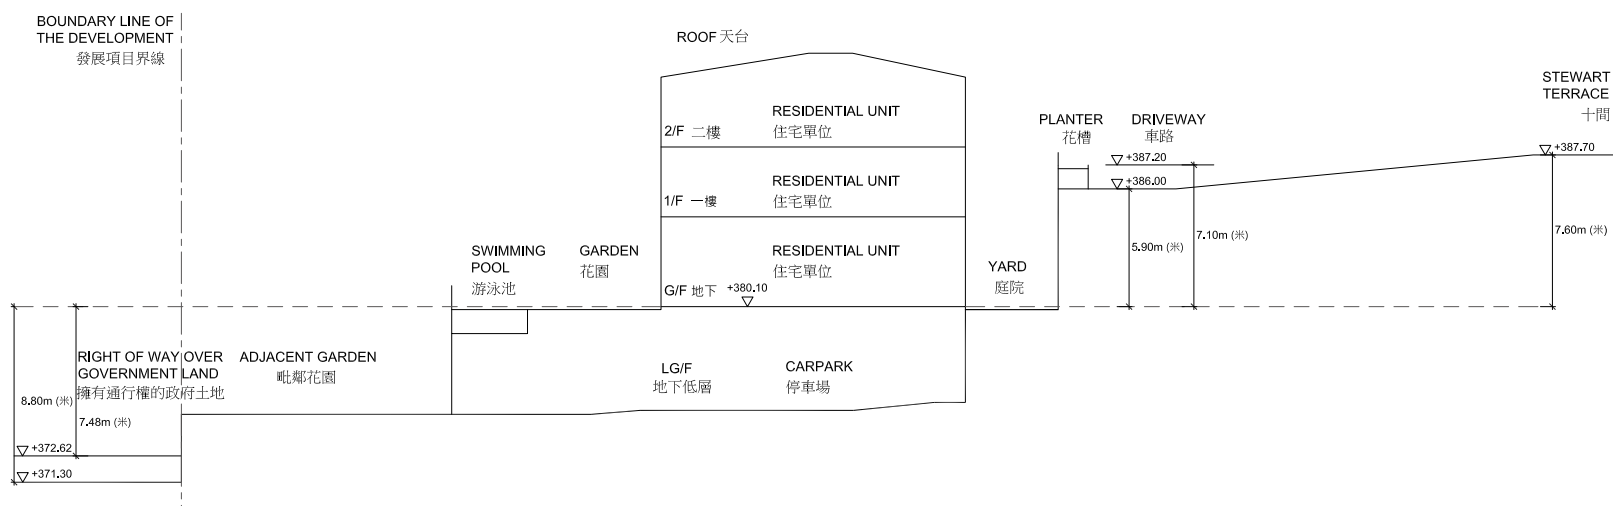 BOUNDARY LINE OF
THE DEVELOPMENT
發展項目界線
ROOF 天台
STEWART
TERRACE
十間
RESIDENTIAL UNIT
2/F 二樓
住宅單位
PLANTER
花槽
DRIVEWAY
車路
+387.20
+386.00
+387.70
RESIDENTIAL UNIT
1/F 一樓
住宅單位
5.90m (米)
7.10m (米)
7.60m (米)
SWIMMING
POOL
游泳池
GARDEN
花園
RESIDENTIAL UNIT
住宅單位
G/F 地下
+380.10
YARD
庭院
RIGHT OF WAY OVER
GOVERNMENT LAND
擁有通行權的政府土地
ADJACENT GARDEN
毗鄰花園
LG/F
地下低層
CARPARK
停車場
8.80m (米)
7.48m (米)
+372.62
+371.30